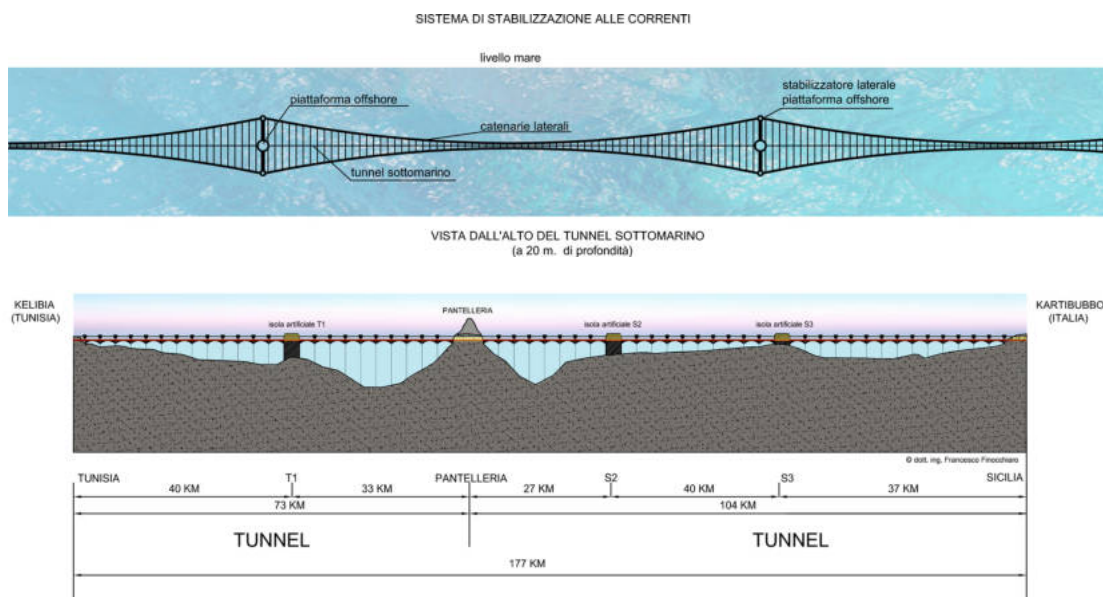 SISTEMA DI STABILIZZAZIONE ALLE CORRENTI
livello mare
piattaforma offshore
stabilizzatore laterale
piattaforma offshore
catenarie laterali
tunnel sottomarino
VISTA DALL'ALTO DEL TUNNEL SOTTOMARINO
(a 20 m. di profondità)
KELIBIA
(TUNISIA)
PANTELLERIA
KARTIBUBBO
(ITALIA)
isola artificiale T1
isola artificiale S2
isola artificiale S3
© dott. ing. Francesco Finocchiaro
TUNISIA
T1
PANTELLERIA
S2
S3
SICILIA
40 KM
33 KM
27 KM
40 KM
37 KM
73 KM
104 KM
TUNNEL
TUNNEL
177 KM